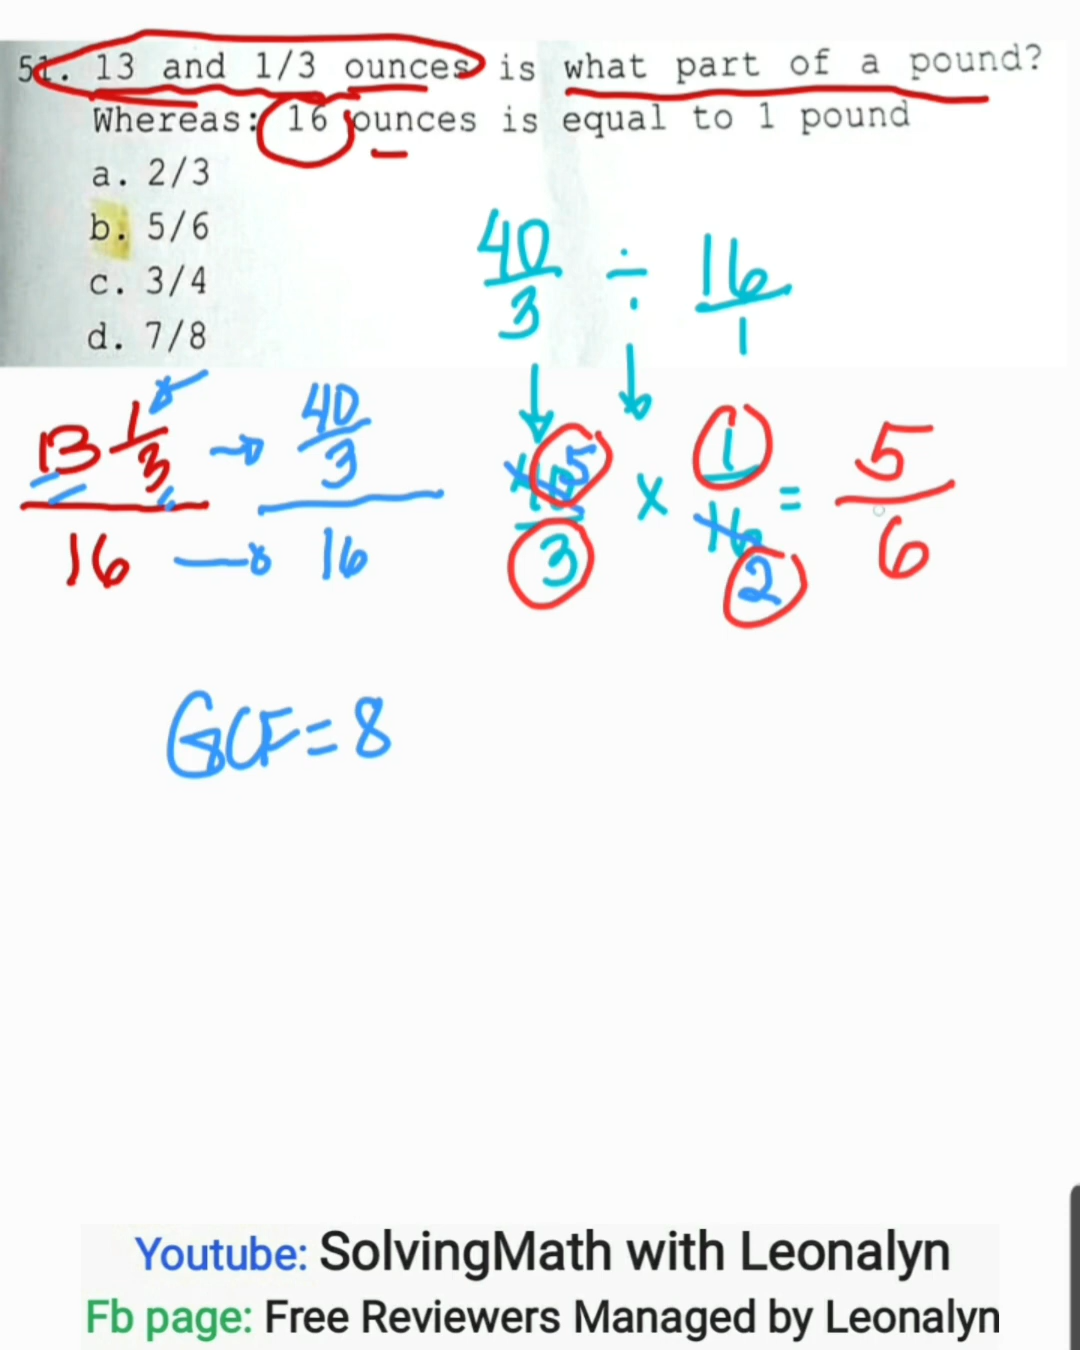 51. 13 and 1/3 ounces is what part of a pound?
Whereas: 16 ounces is equal to 1 pound
a. 2/3
b. 5/6
c. 3/4
d. 7/8
40/3 ÷ 16/1
13 1/3 / 16 → 40/3 / 16
40 5 / 3 x 1 / 16 2 = 5/6
GCF = 8
Youtube: SolvingMath with Leonalyn
Fb page: Free Reviewers Managed by Leonalyn